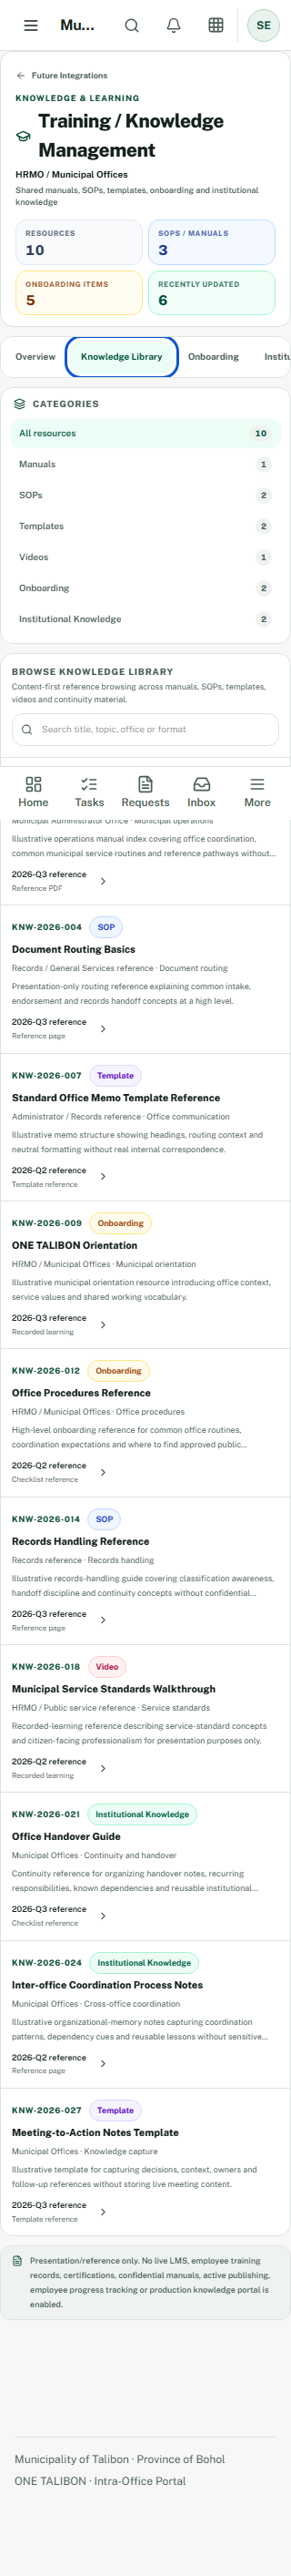 Mu...
SE
Future Integrations
KNOWLEDGE & LEARNING
Training / Knowledge
Management
HRMO / Municipal Offices
Shared manuals, SOPs, templates, onboarding and institutional
knowledge
RESOURCES
10
SOPS / MANUALS
3
ONBOARDING ITEMS
5
RECENTLY UPDATED
6
Overview
Knowledge Library
Onboarding
Institu
CATEGORIES
All resources 10
Manuals 1
SOPs 2
Templates 2
Videos 1
Onboarding 2
Institutional Knowledge 2
BROWSE KNOWLEDGE LIBRARY
Content-first reference browsing across manuals, SOPs, templates,
videos and continuity material.
Search title, topic, office or format
Home
Tasks
Requests
Inbox
More
Municipal Administrator Office · Municipal operations
Illustrative operations manual index covering office coordination,
common municipal service routines and reference pathways without...
2026-Q3 reference
Reference PDF
KNW-2026-004 SOP
Document Routing Basics
Records / General Services reference · Document routing
Presentation-only routing reference explaining common intake,
endorsement and records handoff concepts at a high level.
2026-Q3 reference
Reference page
KNW-2026-007 Template
Standard Office Memo Template Reference
Administrator / Records reference · Office communication
Illustrative memo structure showing headings, routing context and
neutral formatting without real internal correspondence.
2026-Q2 reference
Template reference
KNW-2026-009 Onboarding
ONE TALIBON Orientation
HRMO / Municipal Offices · Municipal orientation
Illustrative municipal orientation resource introducing office context,
service values and shared working vocabulary.
2026-Q3 reference
Recorded learning
KNW-2026-012 Onboarding
Office Procedures Reference
HRMO / Municipal Offices · Office procedures
High-level onboarding reference for common office routines,
coordination expectations and where to find approved public...
2026-Q2 reference
Checklist reference
KNW-2026-014 SOP
Records Handling Reference
Records reference · Records handling
Illustrative records-handling guide covering classification awareness,
handoff discipline and continuity concepts without confidential...
2026-Q3 reference
Reference page
KNW-2026-018 Video
Municipal Service Standards Walkthrough
HRMO / Public service reference · Service standards
Recorded-learning reference describing service-standard concepts
and citizen-facing professionalism for presentation purposes only.
2026-Q2 reference
Recorded learning
KNW-2026-021 Institutional Knowledge
Office Handover Guide
Municipal Offices · Continuity and handover
Continuity reference for organizing handover notes, recurring
responsibilities, known dependencies and reusable institutional...
2026-Q3 reference
Checklist reference
KNW-2026-024 Institutional Knowledge
Inter-office Coordination Process Notes
Municipal Offices · Cross-office coordination
Illustrative organizational-memory notes capturing coordination
patterns, dependency cues and reusable lessons without sensitive...
2026-Q2 reference
Reference page
KNW-2026-027 Template
Meeting-to-Action Notes Template
Municipal Offices · Knowledge capture
Illustrative template for capturing decisions, context, owners and
follow-up references without storing live meeting content.
2026-Q3 reference
Template reference
Presentation/reference only. No live LMS, employee training
records, certifications, confidential manuals, active publishing,
employee progress tracking or production knowledge portal is
enabled.
Municipality of Talibon · Province of Bohol
ONE TALIBON · Intra-Office Portal